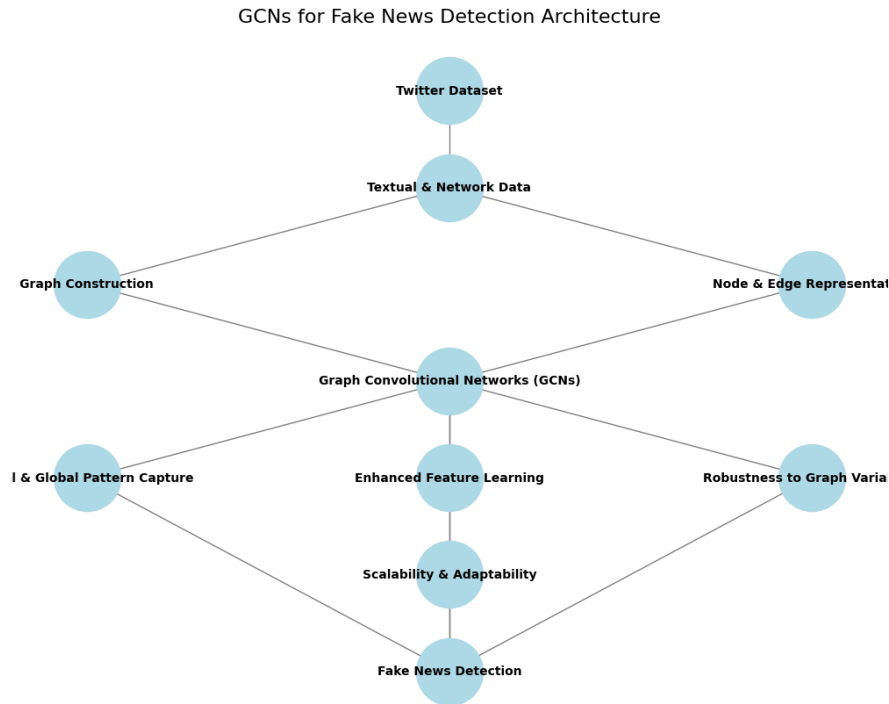 GCNs for Fake News Detection Architecture
Twitter Dataset
Textual & Network Data
Graph Construction
Node & Edge Representat
Graph Convolutional Networks (GCNs)
l & Global Pattern Capture
Enhanced Feature Learning
Robustness to Graph Varia
Scalability & Adaptability
Fake News Detection